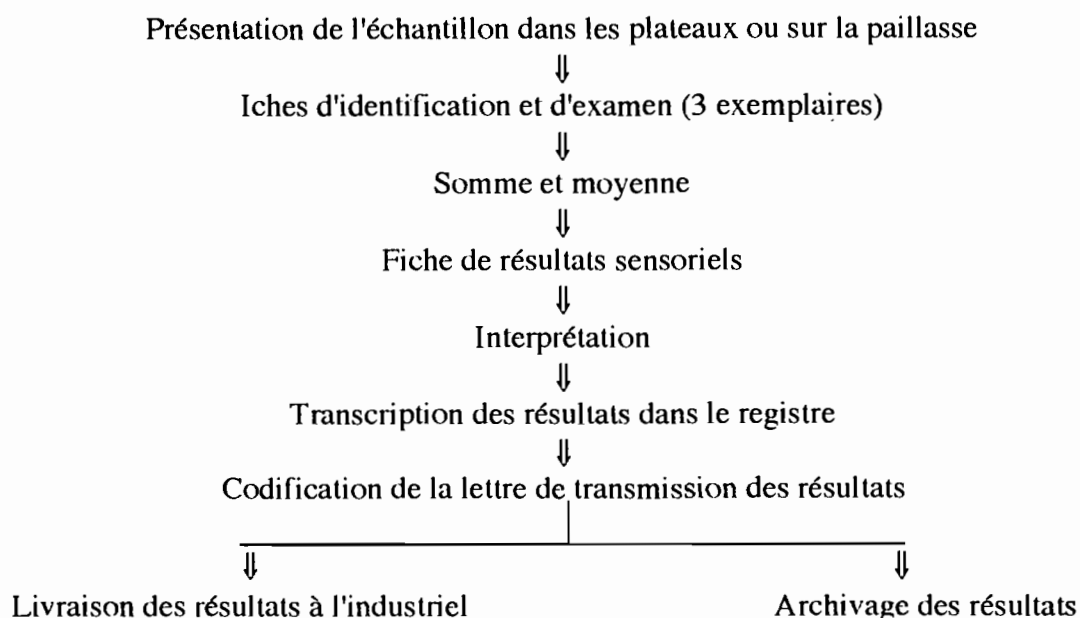 Présentation de l'échantillon dans les plateaux ou sur la paillasse
⇓
Iches d'identification et d'examen (3 exemplaires)
⇓
Somme et moyenne
⇓
Fiche de résultats sensoriels
⇓
Interprétation
⇓
Transcription des résultats dans le registre
⇓
Codification de la lettre de transmission des résultats
⇓ ⇓
Livraison des résultats à l'industriel Archivage des résultats